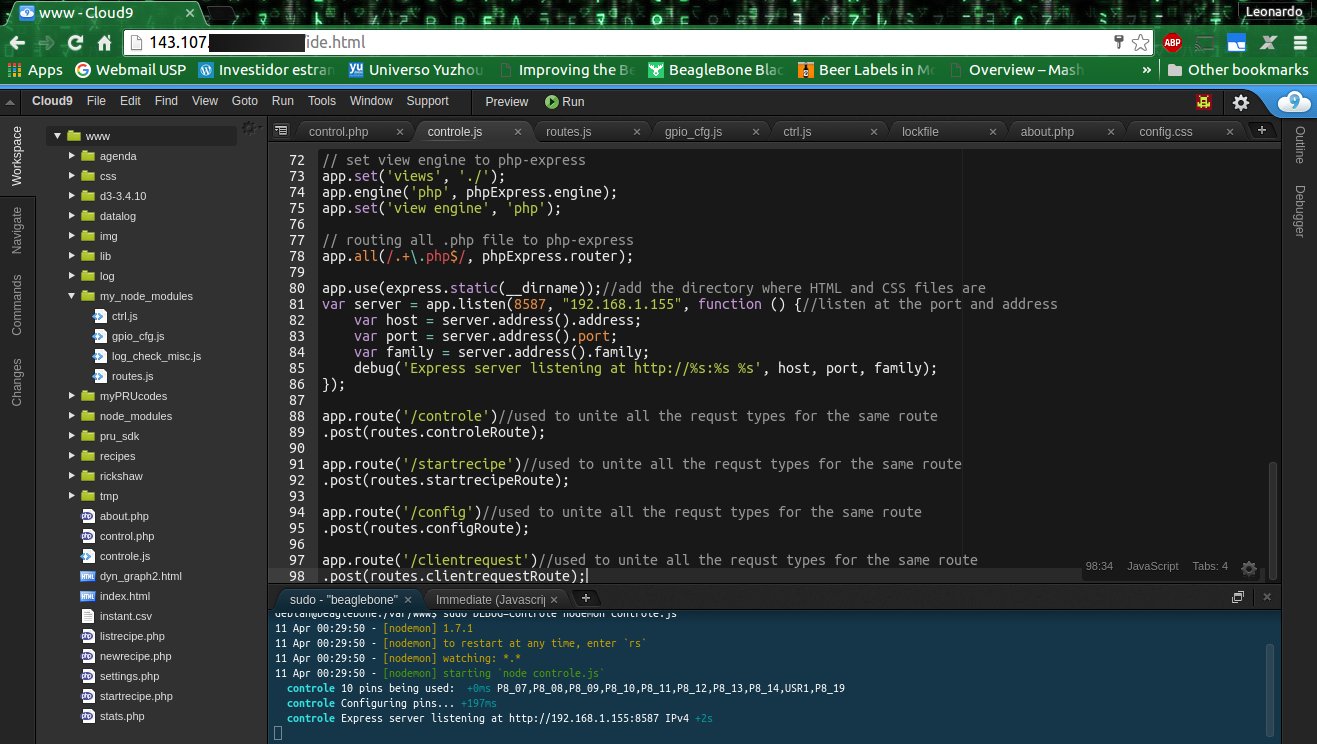 www - Cloud9
Leonardo
143.107. ide.html
ABP
Apps Webmail USP Investidor estran Universo Yuzhou Improving the Be BeagleBone Blac Beer Labels in Mo Overview – Mash » Other bookmarks
Cloud9 File Edit Find View Goto Run Tools Window Support Preview Run
control.php controle.js routes.js gpio_cfg.js ctrl.js lockfile about.php config.css
Workspace
Navigate
Commands
Changes
Outline
Debugger
www
agenda
css
d3-3.4.10
datalog
img
lib
log
my_node_modules
ctrl.js
gpio_cfg.js
log_check_misc.js
routes.js
myPRUcodes
node_modules
pru_sdk
recipes
rickshaw
tmp
about.php
control.php
controle.js
dyn_graph2.html
index.html
instant.csv
listrecipe.php
newrecipe.php
settings.php
startrecipe.php
stats.php
72 // set view engine to php-express
73 app.set('views', './');
74 app.engine('php', phpExpress.engine);
75 app.set('view engine', 'php');
76
77 // routing all .php file to php-express
78 app.all(/.+\.php$/, phpExpress.router);
79
80 app.use(express.static(__dirname));//add the directory where HTML and CSS files are
81 var server = app.listen(8587, "192.168.1.155", function () {//listen at the port and address
82 var host = server.address().address;
83 var port = server.address().port;
84 var family = server.address().family;
85 debug('Express server listening at http://%s:%s %s', host, port, family);
86 });
87
88 app.route('/controle')//used to unite all the requst types for the same route
89 .post(routes.controleRoute);
90
91 app.route('/startrecipe')//used to unite all the requst types for the same route
92 .post(routes.startrecipeRoute);
93
94 app.route('/config')//used to unite all the requst types for the same route
95 .post(routes.configRoute);
96
97 app.route('/clientrequest')//used to unite all the requst types for the same route
98 .post(routes.clientrequestRoute);
98:34 JavaScript Tabs: 4
sudo - "beaglebone" Immediate (Javascrip
debian@beaglebone:/var/www$ sudo DEBUG=controle nodemon controle.js
11 Apr 00:29:50 - [nodemon] 1.7.1
11 Apr 00:29:50 - [nodemon] to restart at any time, enter `rs`
11 Apr 00:29:50 - [nodemon] watching: *.*
11 Apr 00:29:50 - [nodemon] starting `node controle.js`
controle 10 pins being used: +0ms P8_07,P8_08,P8_09,P8_10,P8_11,P8_12,P8_13,P8_14,USR1,P8_19
controle Configuring pins... +197ms
controle Express server listening at http://192.168.1.155:8587 IPv4 +2s